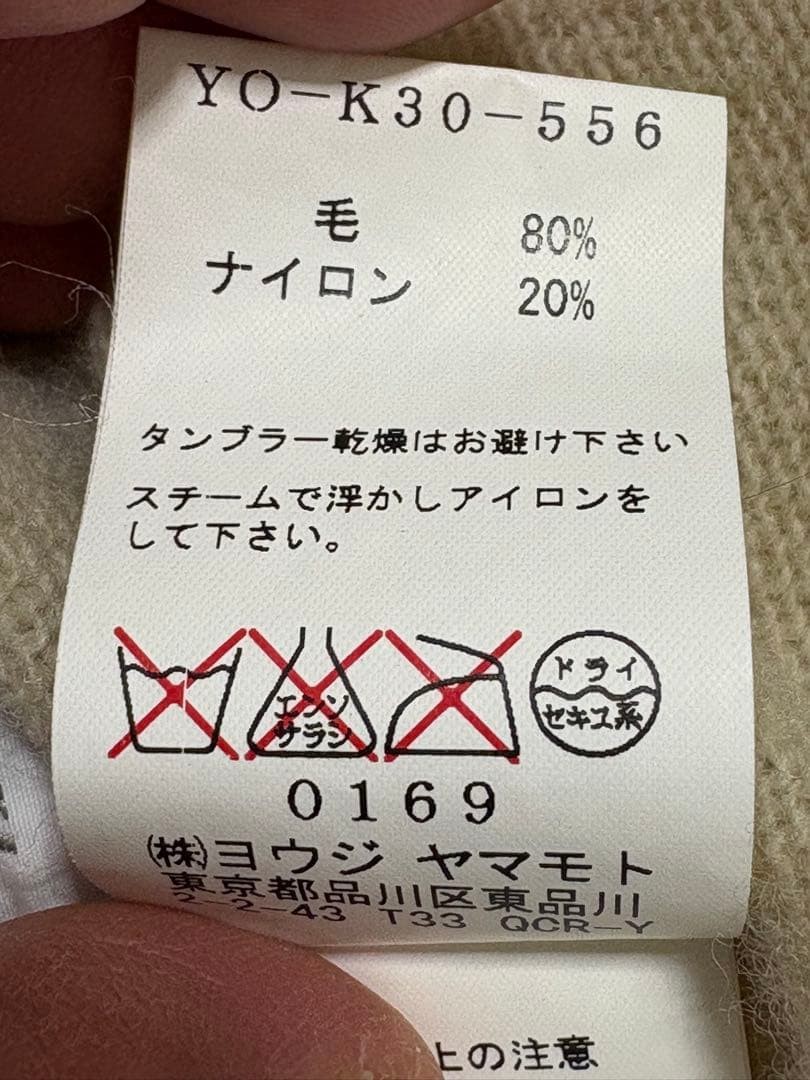 YO-K30-556
毛 80%
ナイロン 20%
タンブラー乾燥はお避け下さい
スチームで浮かしアイロンを
して下さい。
エンソ
サラシ
ドライ
セキユ系
0169
㈱ヨウジ ヤマモト
東京都品川区東品川
2-2-43 T33 QCR-Y
上の注意